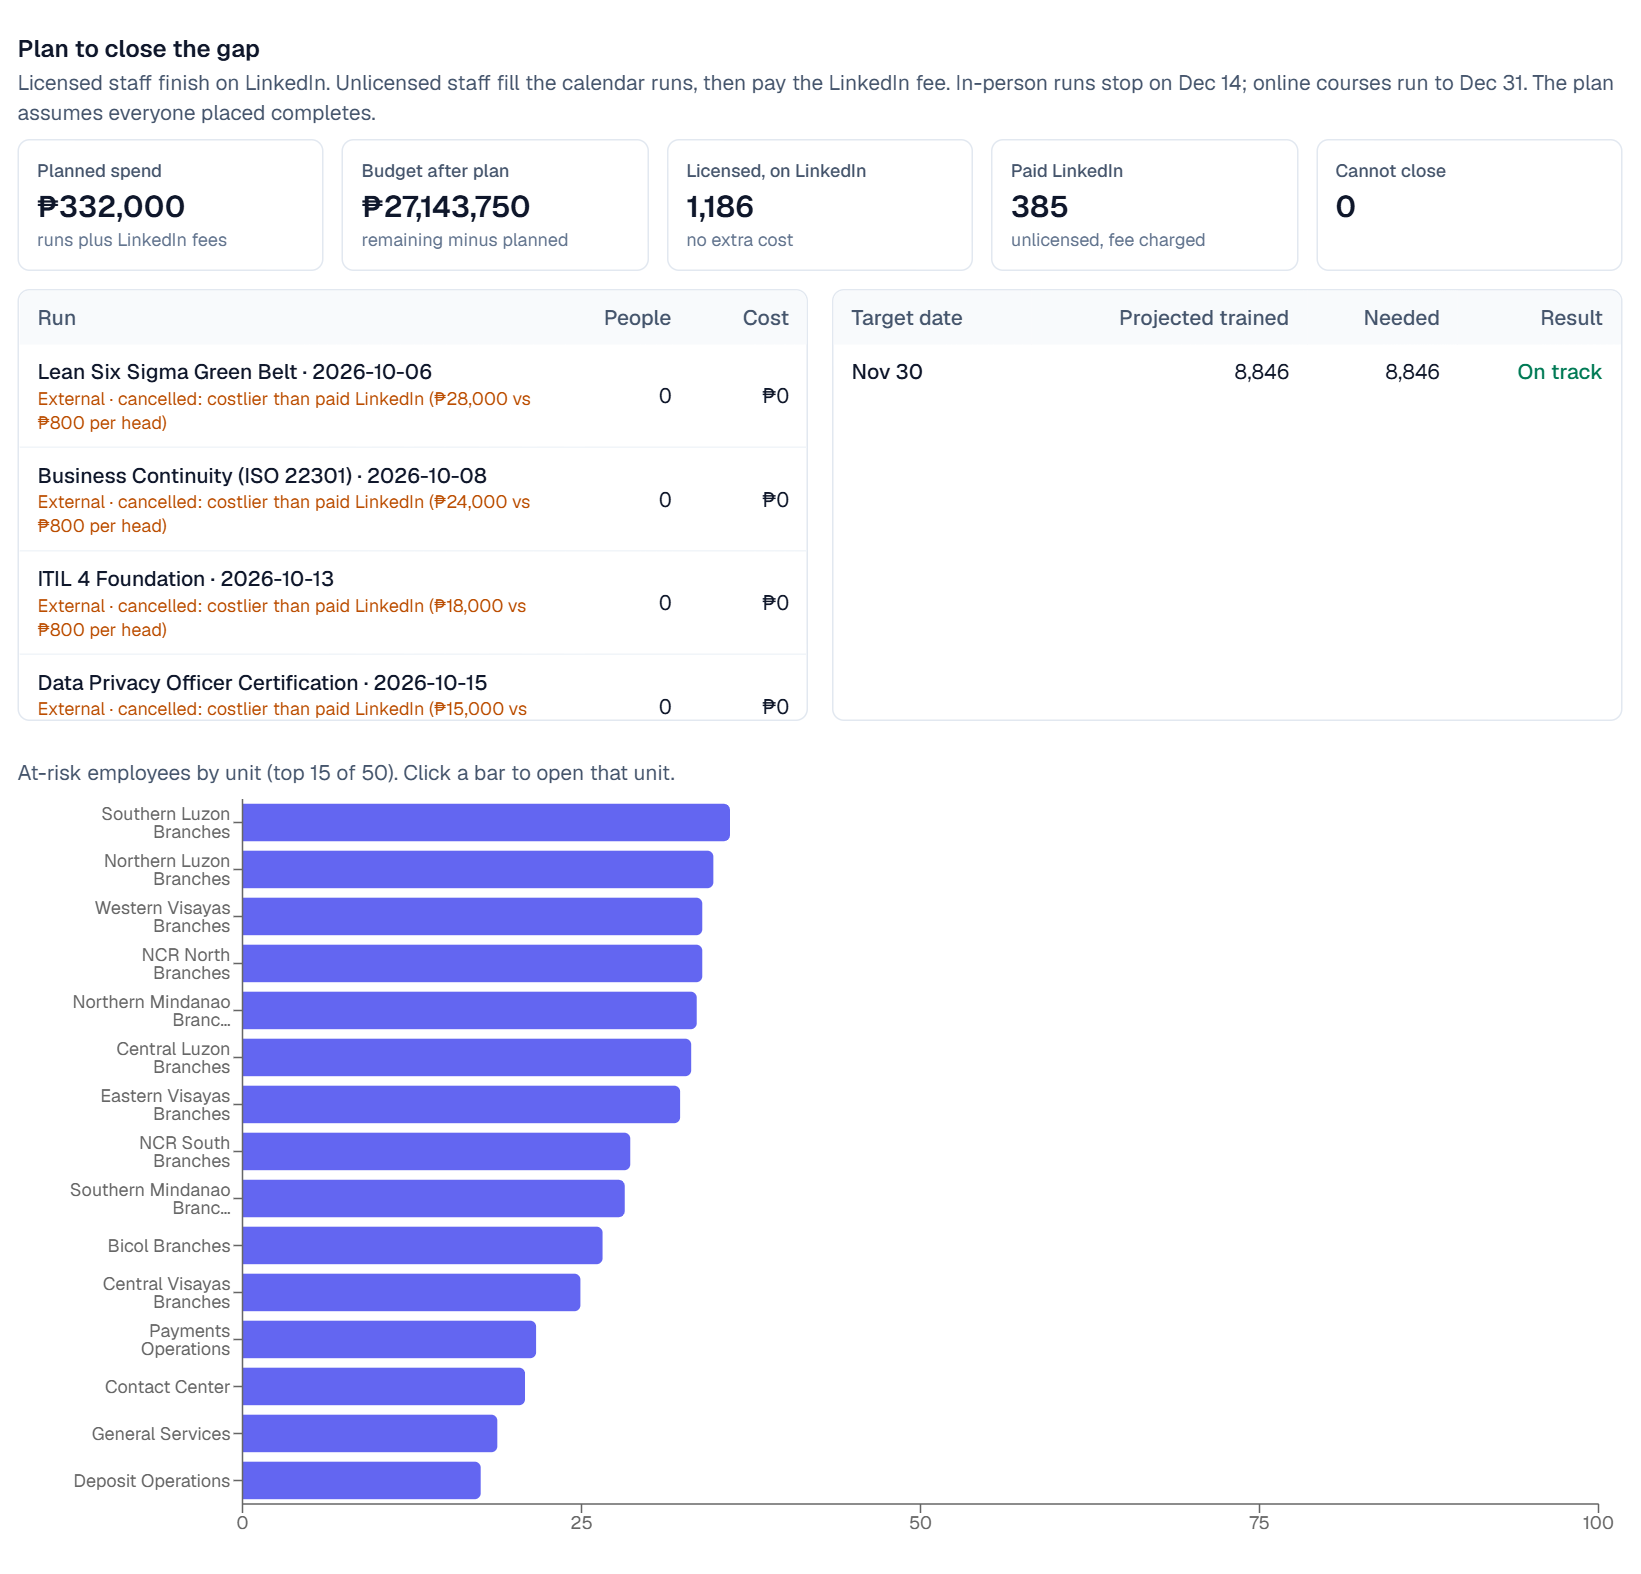 Plan to close the gap
Licensed staff finish on LinkedIn. Unlicensed staff fill the calendar runs, then pay the LinkedIn fee. In-person runs stop on Dec 14; online courses run to Dec 31. The plan
assumes everyone placed completes.
Planned spend
₱332,000
runs plus LinkedIn fees
Budget after plan
₱27,143,750
remaining minus planned
Licensed, on LinkedIn
1,186
no extra cost
Paid LinkedIn
385
unlicensed, fee charged
Cannot close
0
Run People Cost
Lean Six Sigma Green Belt · 2026-10-06
External · cancelled: costlier than paid LinkedIn (₱28,000 vs
₱800 per head)
0 ₱0
Business Continuity (ISO 22301) · 2026-10-08
External · cancelled: costlier than paid LinkedIn (₱24,000 vs
₱800 per head)
0 ₱0
ITIL 4 Foundation · 2026-10-13
External · cancelled: costlier than paid LinkedIn (₱18,000 vs
₱800 per head)
0 ₱0
Data Privacy Officer Certification · 2026-10-15
External · cancelled: costlier than paid LinkedIn (₱15,000 vs
0 ₱0
Target date Projected trained Needed Result
Nov 30 8,846 8,846 On track
At-risk employees by unit (top 15 of 50). Click a bar to open that unit.
Southern Luzon
Branches
Northern Luzon
Branches
Western Visayas
Branches
NCR North
Branches
Northern Mindanao
Branc...
Central Luzon
Branches
Eastern Visayas
Branches
NCR South
Branches
Southern Mindanao
Branc...
Bicol Branches
Central Visayas
Branches
Payments
Operations
Contact Center
General Services
Deposit Operations
0 25 50 75 100